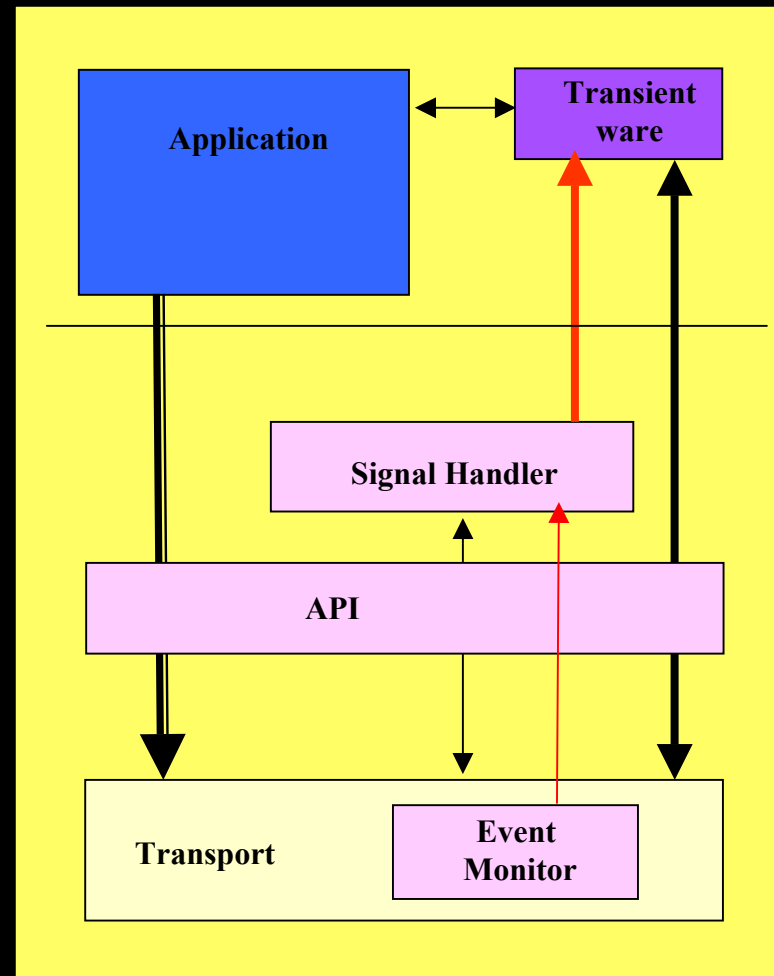 Application
Transient
ware
Signal Handler
API
Transport
Event
Monitor